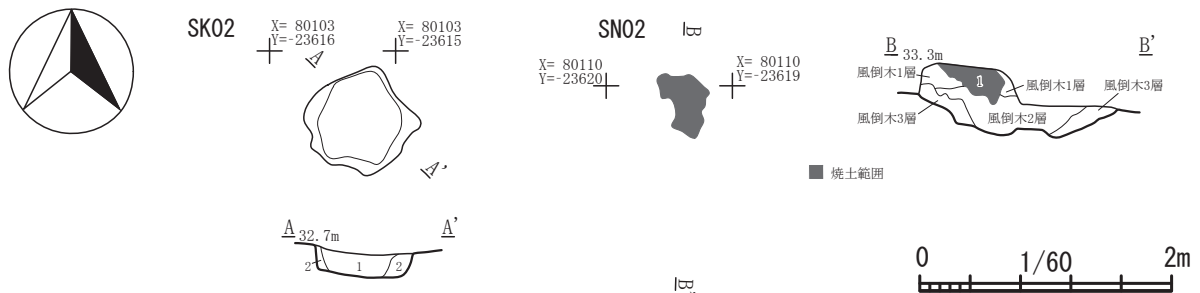 SK02
X= 80103
Y=-23616
X= 80103
Y=-23615
A
A'
A 32.7m
A'
2
1
2
SN02
B
X= 80110
Y=-23620
X= 80110
Y=-23619
B'
B 33.3m
B'
風倒木1層
1
風倒木1層
風倒木3層
風倒木3層
風倒木2層
焼土範囲
0
1/60
2m